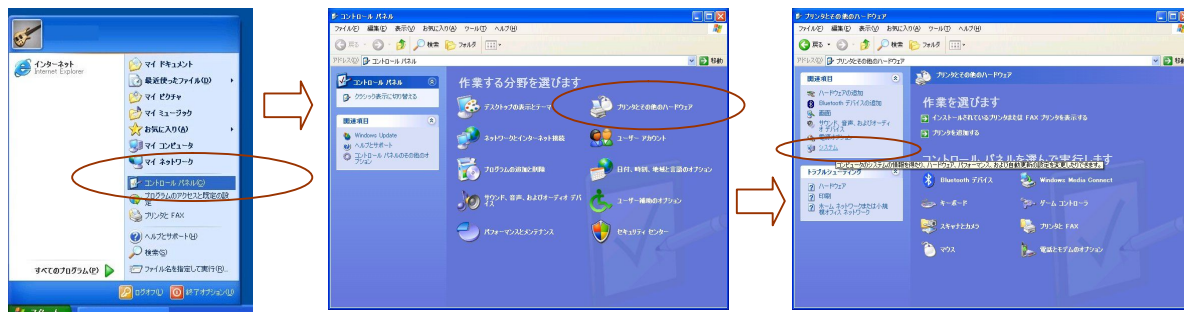 インターネット
Internet Explorer
すべてのプログラム(P)
マイ ドキュメント
最近使ったファイル(D)
マイ ピクチャ
マイ ミュージック
お気に入り(A)
マイ コンピュータ
マイ ネットワーク
コントロール パネル(C)
プログラムのアクセスと既定の設
定
プリンタと FAX
ヘルプとサポート(H)
検索(S)
ファイル名を指定して実行(R)...
ログオフ(L)
終了オプション(U)
コントロール パネル
ファイル(F) 編集(E) 表示(V) お気に入り(A) ツール(T) ヘルプ(H)
戻る
検索
フォルダ
アドレス(D)
コントロール パネル
移動
コントロール パネル
クラシック表示に切り替える
関連項目
Windows Update
ヘルプとサポート
コントロール パネルのその他のオ
プション
作業する分野を選びます
デスクトップの表示とテーマ
プリンタとその他のハードウェア
ネットワークとインターネット接続
ユーザー アカウント
プログラムの追加と削除
日付、時刻、地域と言語のオプション
サウンド、音声、およびオーディオ デバ
イス
ユーザー補助のオプション
パフォーマンスとメンテナンス
セキュリティ センター
プリンタとその他のハードウェア
ファイル(F) 編集(E) 表示(V) お気に入り(A) ツール(T) ヘルプ(H)
戻る
検索
フォルダ
アドレス(D)
プリンタとその他のハードウェア
移動
関連項目
ハードウェアの追加
Bluetooth デバイスの追加
画面
サウンド、音声、およびオーディ
オ デバイス
電源オプション
システム
トラブルシューティング
ハードウェア
印刷
ホーム ネットワークまたは小規
模オフィス ネットワーク
プリンタとその他のハードウェア
作業を選びます
インストールされているプリンタまたは FAX プリンタを表示する
プリンタを追加する
コントロール パネルを選んで実行します
Bluetooth デバイス
Windows Media Connect
キーボード
ゲーム コントローラ
スキャナとカメラ
プリンタと FAX
マウス
電話とモデムのオプション